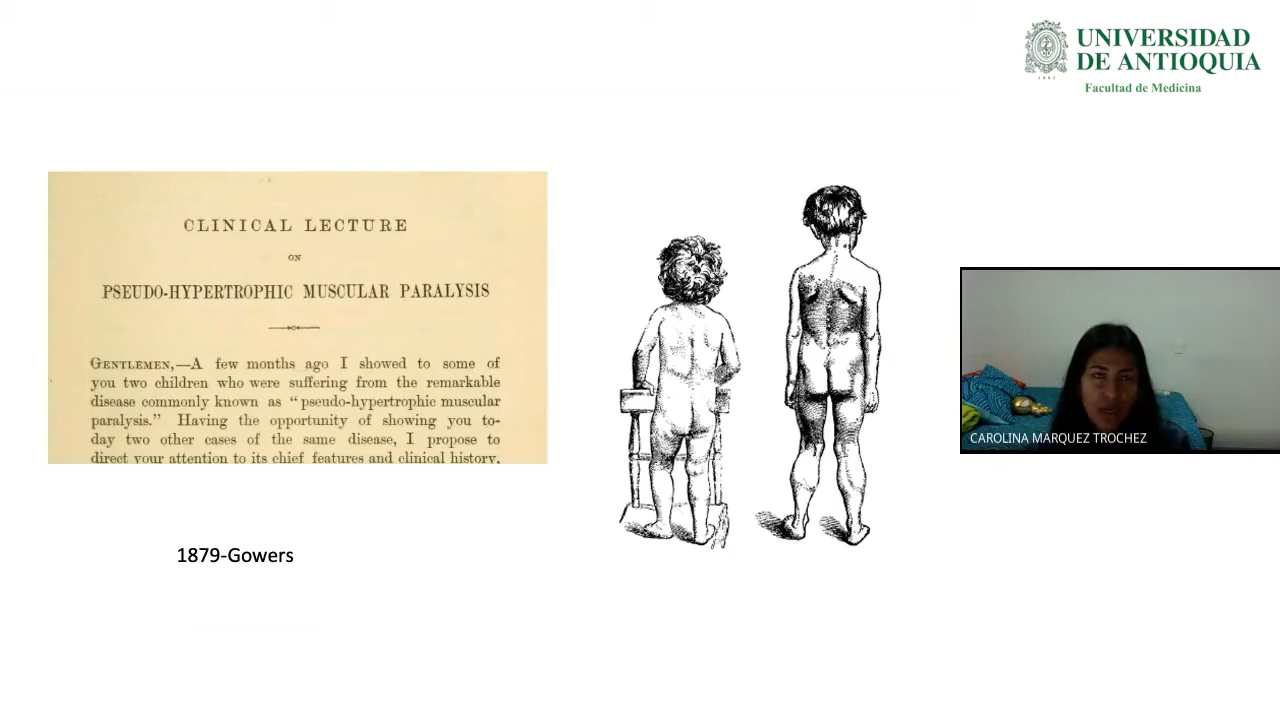 UNIVERSIDAD
DE ANTIOQUIA
1803
Facultad de Medicina
CLINICAL LECTURE
ON
PSEUDO-HYPERTROPHIC MUSCULAR PARALYSIS
GENTLEMEN,—A few months ago I showed to some of
you two children who were suffering from the remarkable
disease commonly known as “pseudo-hypertrophic muscular
paralysis.” Having the opportunity of showing you to-
day two other cases of the same disease, I propose to
direct your attention to its chief features and clinical history,
1879-Gowers
CAROLINA MARQUEZ TROCHEZ